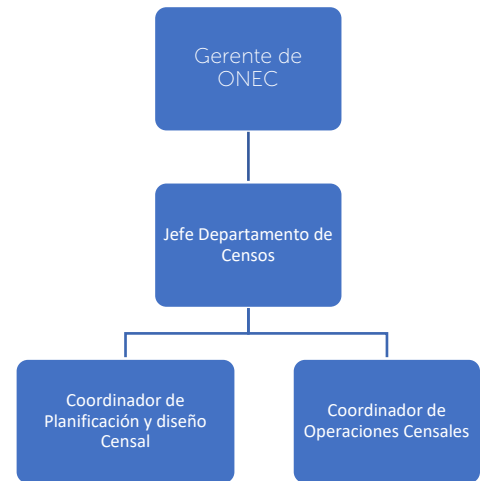 Gerente de
ONEC
Jefe Departamento de
Censos
Coordinador de
Planificación y diseño
Censal
Coordinador de
Operaciones Censales